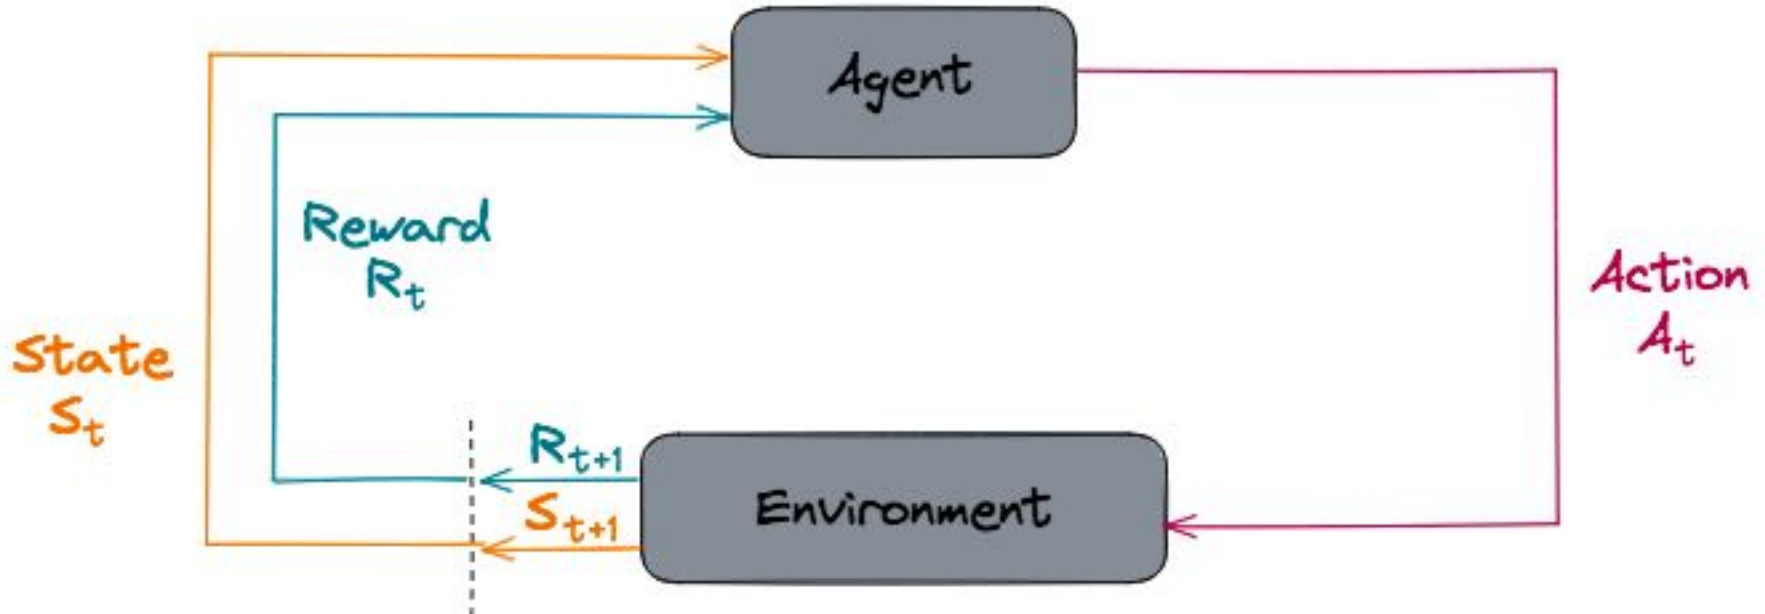 Agent
Reward
Rₜ
Action
Aₜ
State
Sₜ
Rₜ₊₁
Sₜ₊₁
Environment